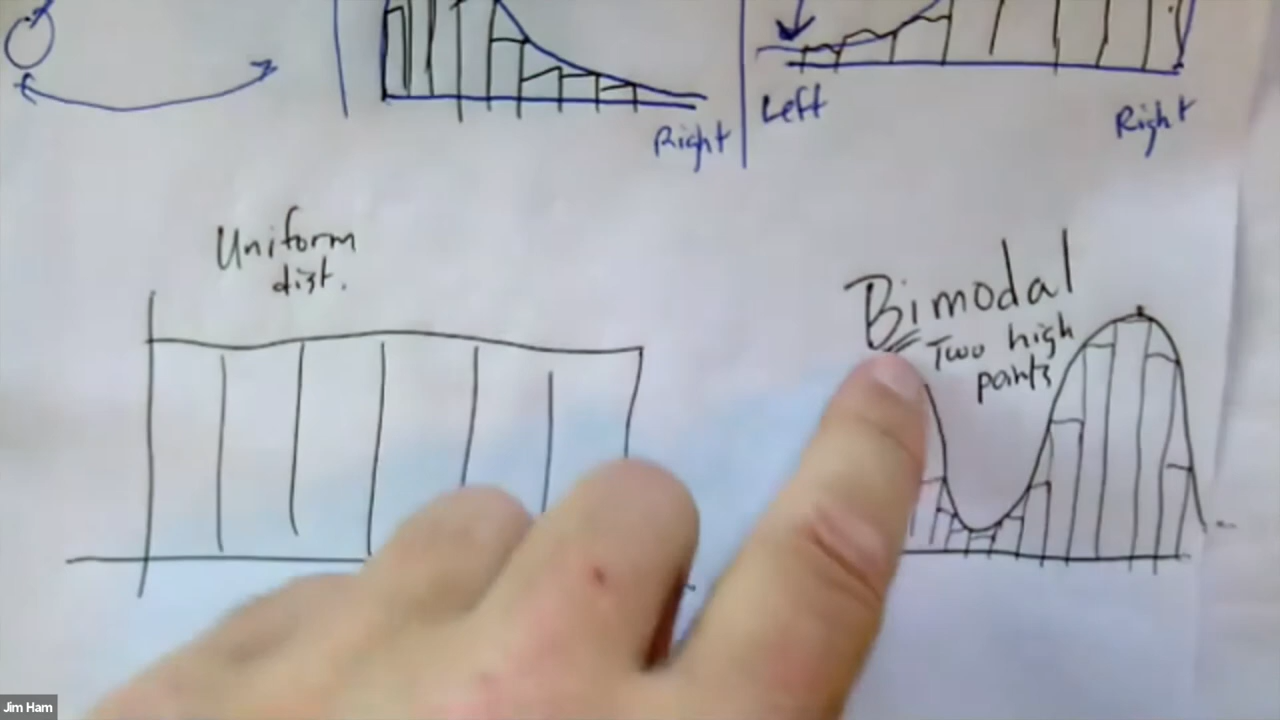 Right
Left
Right
Uniform
dist.
Bimodal
Two high
points
Jim Ham